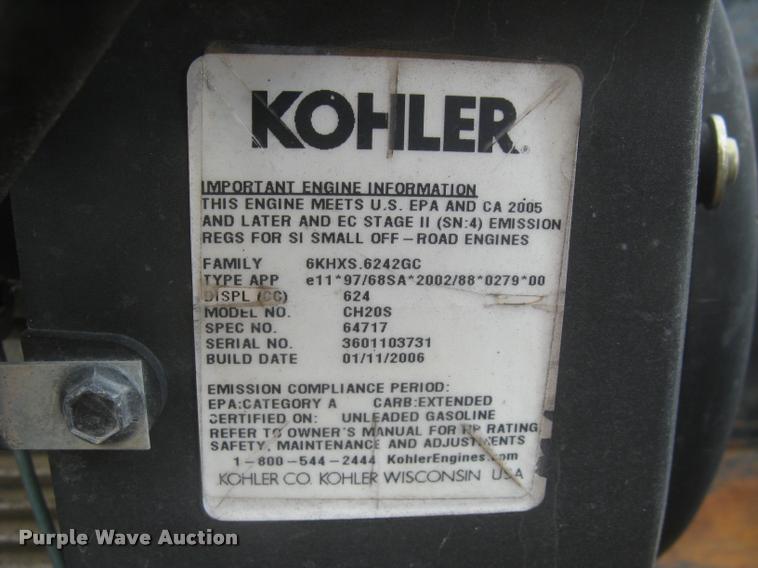 KOHLER®
IMPORTANT ENGINE INFORMATION
THIS ENGINE MEETS U.S. EPA AND CA 2005
AND LATER AND EC STAGE II (SN:4) EMISSION
REGS FOR SI SMALL OFF-ROAD ENGINES
FAMILY 6KHXS.6242GC
TYPE APP e11*97/68SA*2002/88*0279*00
DISPL (CC) 624
MODEL NO. CH20S
SPEC NO. 64717
SERIAL NO. 3601103731
BUILD DATE 01/11/2006
EMISSION COMPLIANCE PERIOD:
EPA:CATEGORY A CARB:EXTENDED
CERTIFIED ON: UNLEADED GASOLINE
REFER TO OWNER'S MANUAL FOR HP RATING,
SAFETY, MAINTENANCE AND ADJUSTMENTS
1-800-544-2444 KohlerEngines.com
KOHLER CO. KOHLER WISCONSIN USA
Purple Wave Auction